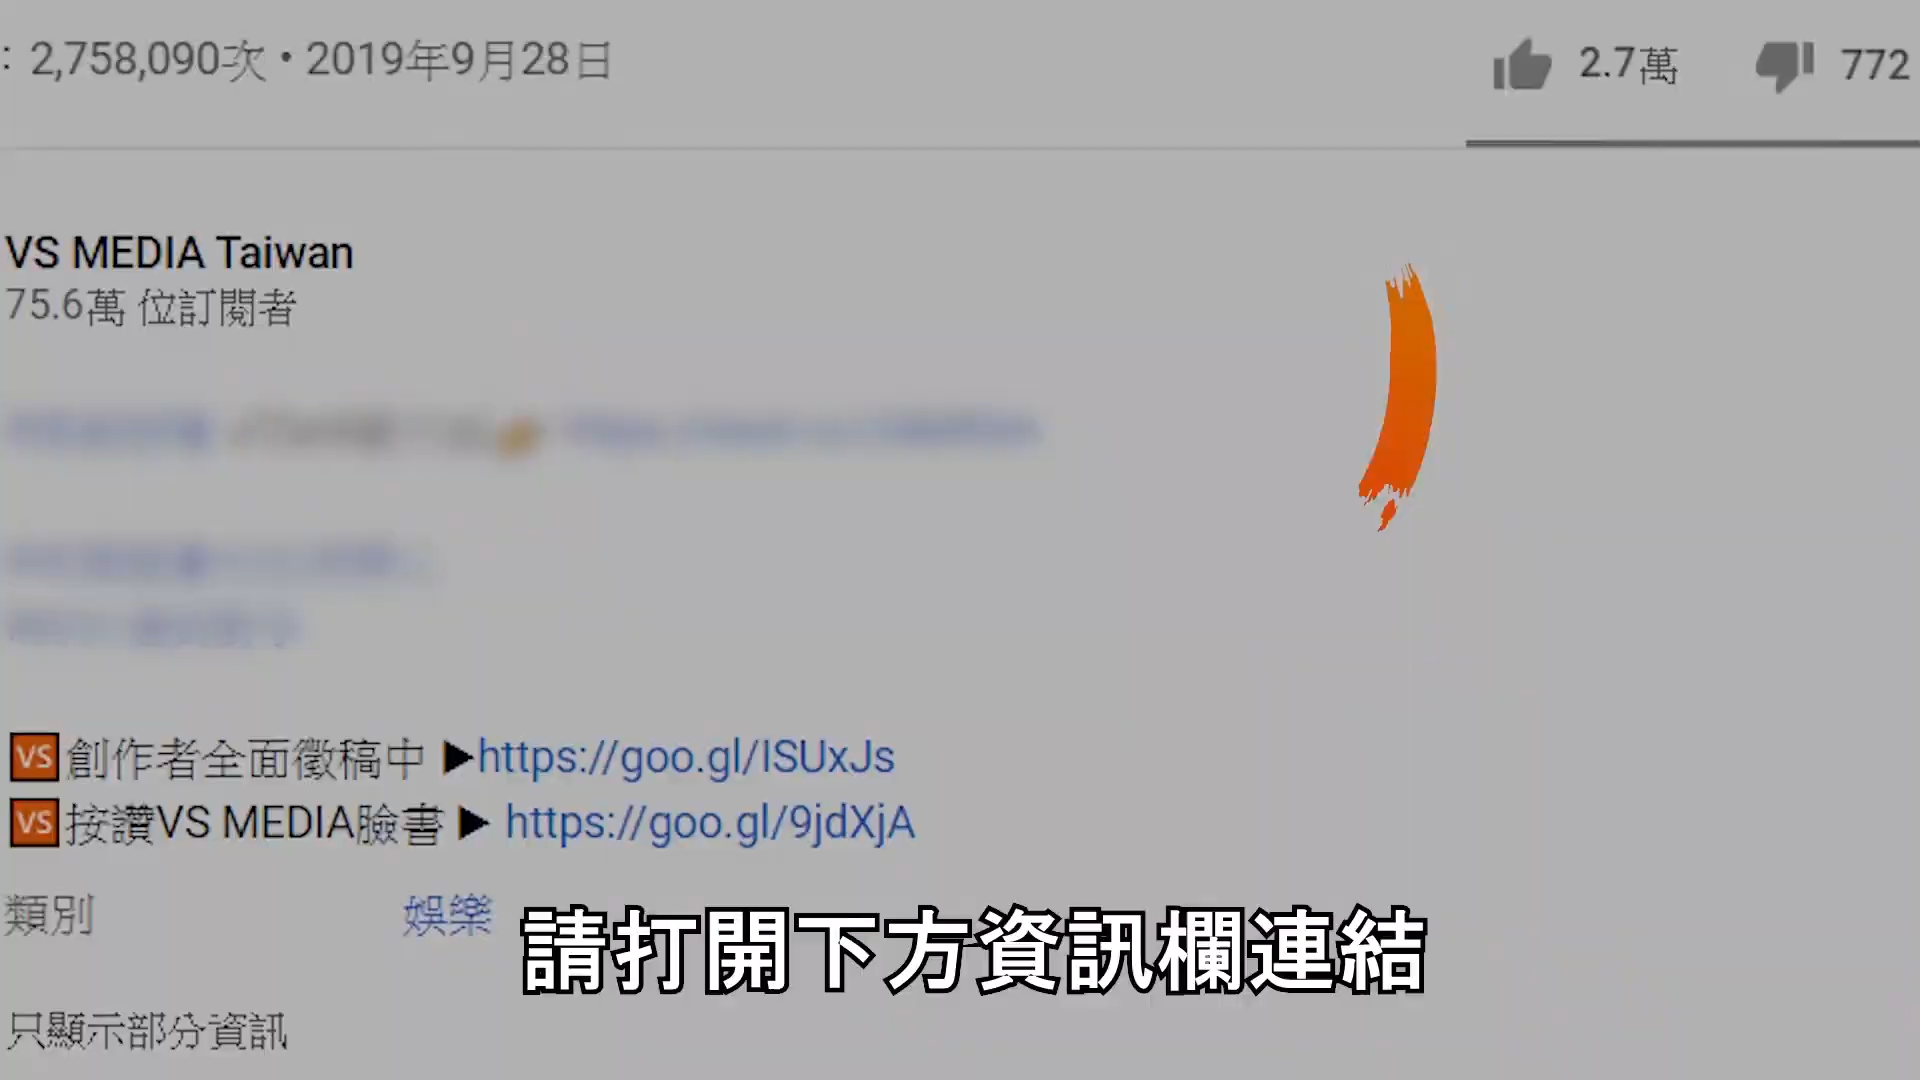 : 2,758,090次 • 2019年9月28日
2.7萬 772
VS MEDIA Taiwan
75.6萬 位訂閱者
VS 創作者全面徵稿中 ▶https://goo.gl/ISUxJs
VS 按讚VS MEDIA臉書 ▶ https://goo.gl/9jdXjA
類別 娛樂
請打開下方資訊欄連結
只顯示部分資訊